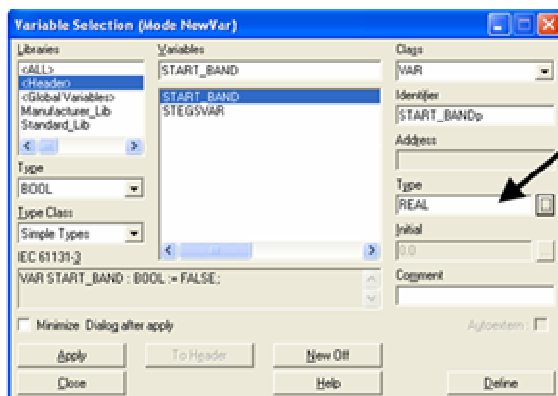 Variable Selection (Mode NewVar)
Libraries
<ALL>
<Header>
<Global Variables>
Manufacturer_Lib
Standard_Lib
Type
BOOL
Type Class
Simple Types
IEC 61131-3
VAR START_BAND : BOOL := FALSE;
Variables
START_BAND
START_BAND
STEGSVAR
Class
VAR
Identifier
START_BANDp
Address
Type
REAL
Initial
0.0
...
Comment
Minimize Dialog after apply
Autoextern :
Apply
To Header
New Off
Close
Help
Define